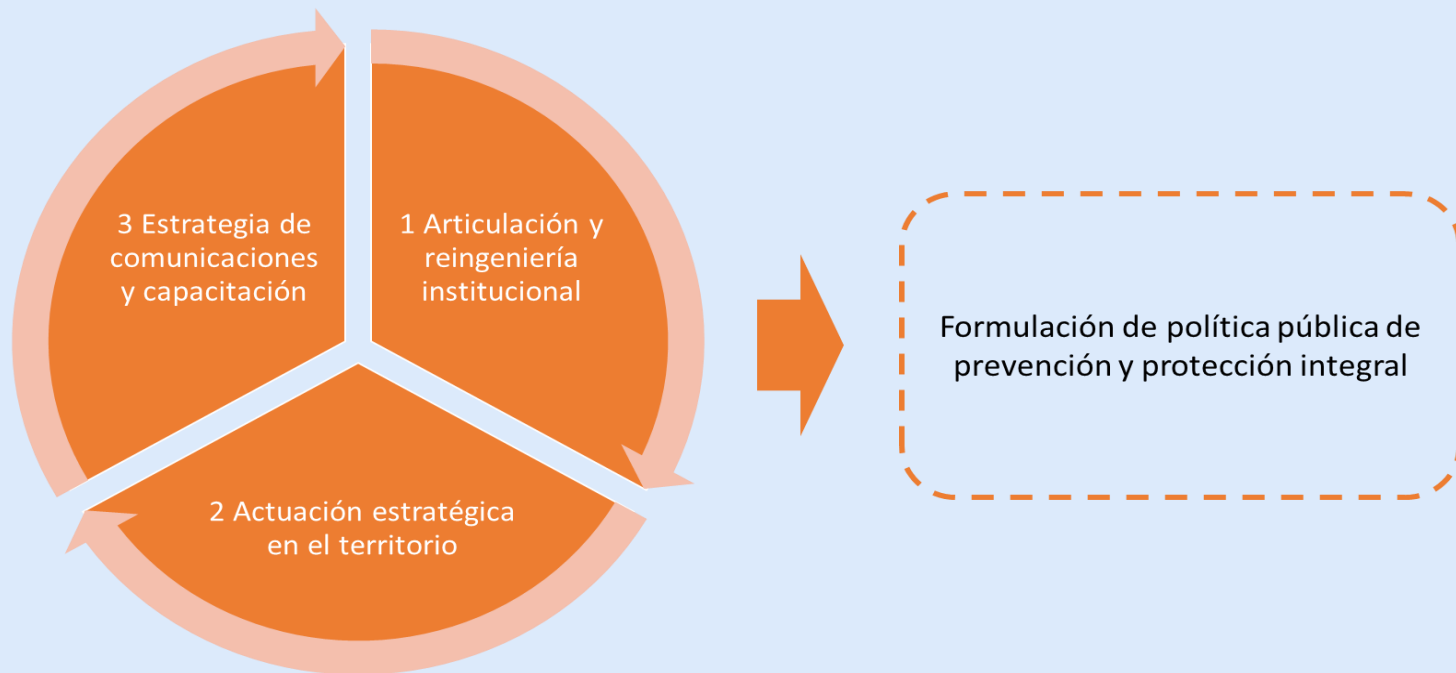 1 Articulación y
reingeniería
institucional
2 Actuación estratégica
en el territorio
3 Estrategia de
comunicaciones
y capacitación
Formulación de política pública de
prevención y protección integral